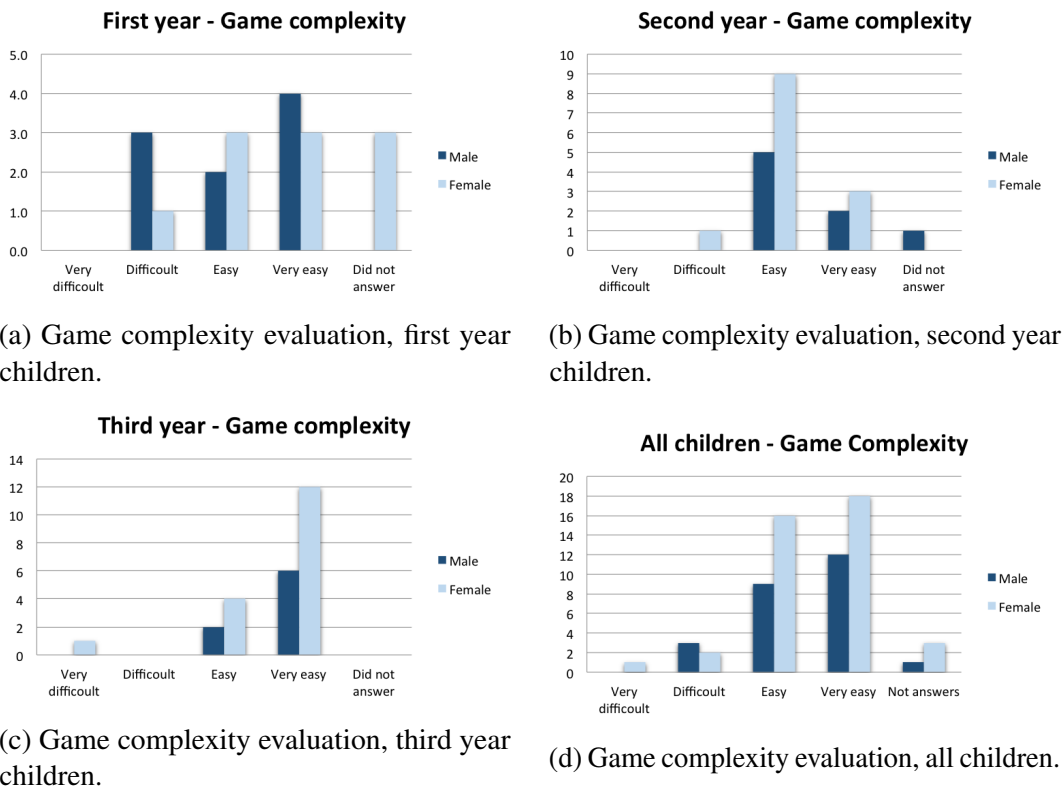 First year - Game complexity
5.0
4.0
3.0
2.0
1.0
0.0
Very difficoult
Difficoult
Easy
Very easy
Did not answer
Male
Female
(a) Game complexity evaluation, first year
children.
Second year - Game complexity
10
9
8
7
6
5
4
3
2
1
0
Very difficoult
Difficoult
Easy
Very easy
Did not answer
Male
Female
(b) Game complexity evaluation, second year
children.
Third year - Game complexity
14
12
10
8
6
4
2
0
Very difficoult
Difficoult
Easy
Very easy
Did not answer
Male
Female
(c) Game complexity evaluation, third year
children.
All children - Game Complexity
20
18
16
14
12
10
8
6
4
2
0
Very difficoult
Difficoult
Easy
Very easy
Not answers
Male
Female
(d) Game complexity evaluation, all children.